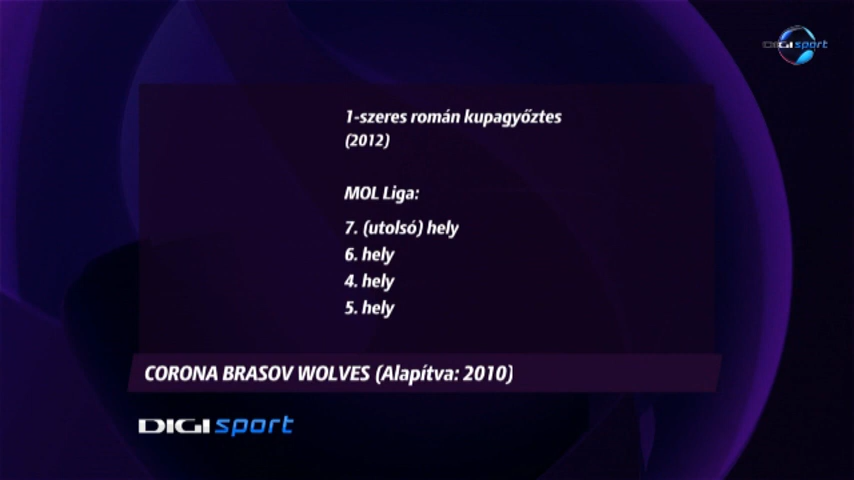 DIGI sport
1-szeres román kupagyőztes
(2012)
MOL Liga:
7. (utolsó) hely
6. hely
4. hely
5. hely
CORONA BRASOV WOLVES (Alapítva: 2010)
DIGI sport